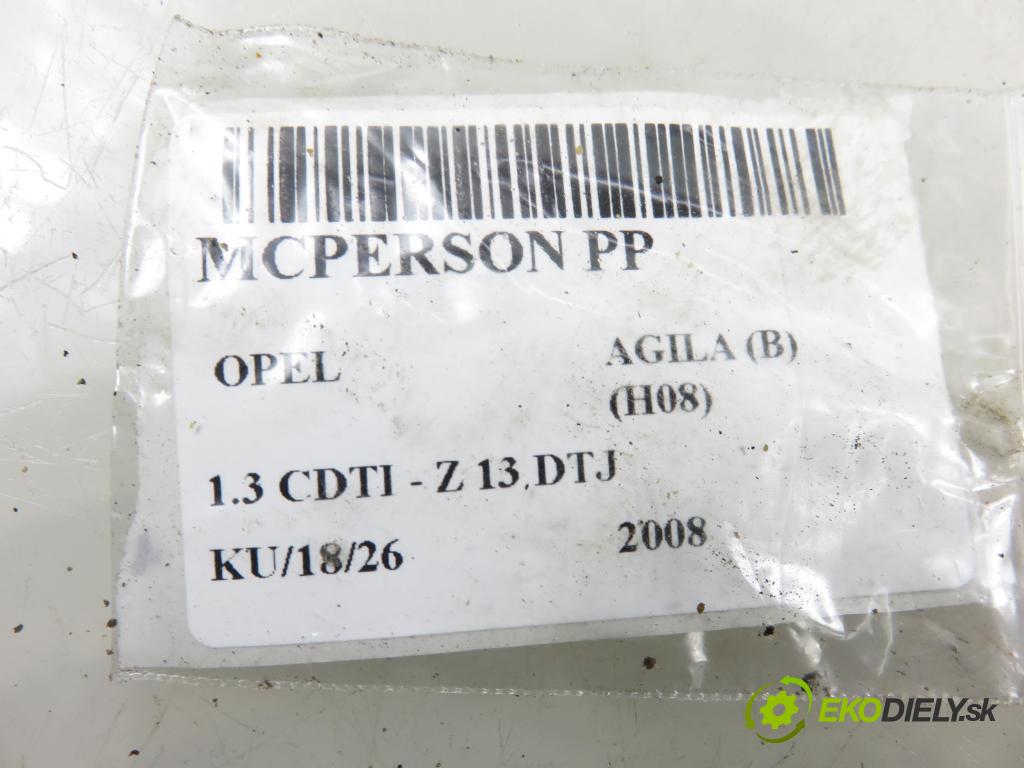 MCPERSON PP
OPEL
AGILA (B)
(H08)
1.3 CDTI - Z 13 DTJ
KU/18/26
2008
EKODIELY.sk